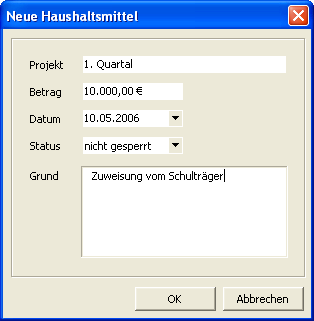 Neue Haushaltsmittel
Projekt 1. Quartal
Betrag 10.000,00 €
Datum 10.05.2006
Status nicht gesperrt
Grund Zuweisung vom Schulträger
OK Abbrechen